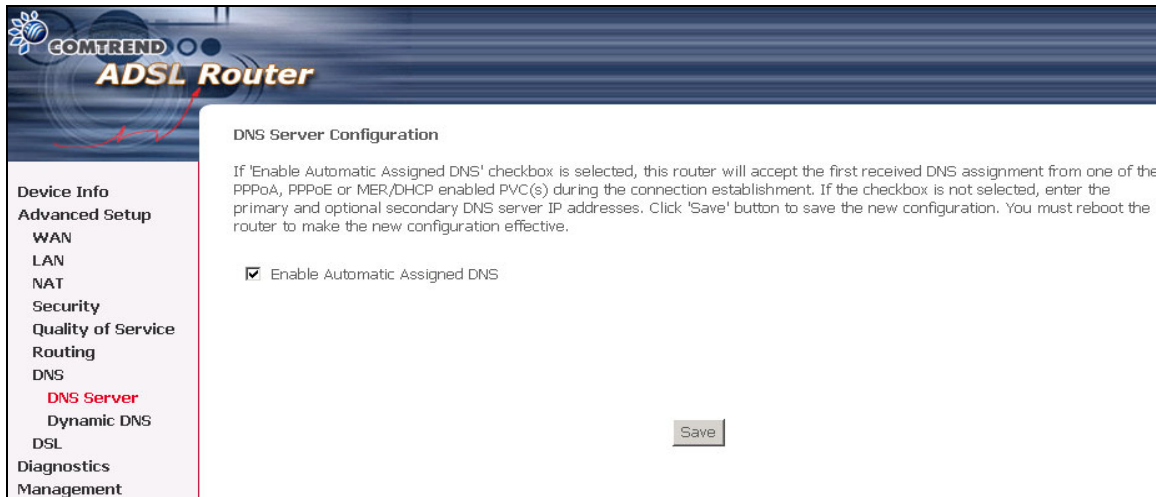 COMTREND
ADSL Router
DNS Server Configuration
If 'Enable Automatic Assigned DNS' checkbox is selected, this router will accept the first received DNS assignment from one of the
PPPoA, PPPoE or MER/DHCP enabled PVC(s) during the connection establishment. If the checkbox is not selected, enter the
primary and optional secondary DNS server IP addresses. Click 'Save' button to save the new configuration. You must reboot the
router to make the new configuration effective.
Enable Automatic Assigned DNS
Save
Device Info
Advanced Setup
WAN
LAN
NAT
Security
Quality of Service
Routing
DNS
DNS Server
Dynamic DNS
DSL
Diagnostics
Management